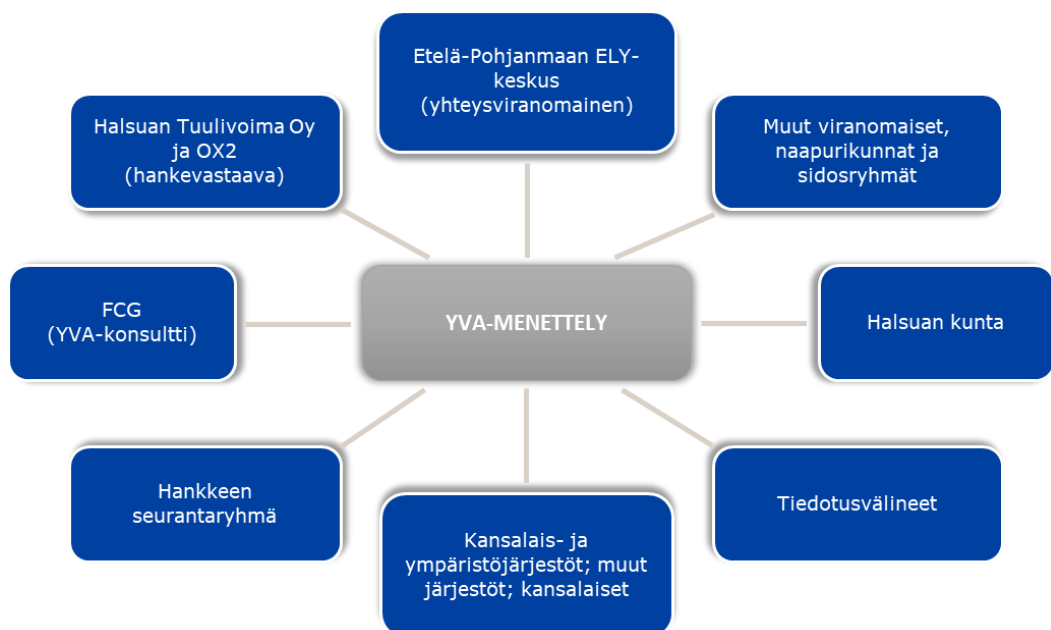 Etelä-Pohjanmaan ELY-
keskus
(yhteysviranomainen)
Halsuan Tuulivoima Oy
ja OX2
(hankevastaava)
Muut viranomaiset,
naapurikunnat ja
sidosryhmät
FCG
(YVA-konsultti)
YVA-MENETTELY
Halsuan kunta
Hankkeen
seurantaryhmä
Kansalais- ja
ympäristöjärjestöt; muut
järjestöt; kansalaiset
Tiedotusvälineet